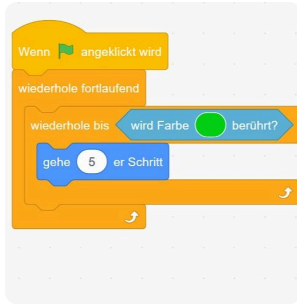 Wenn angeklickt wird
wiederhole fortlaufend
wiederhole bis wird Farbe berührt?
gehe 5 er Schritt